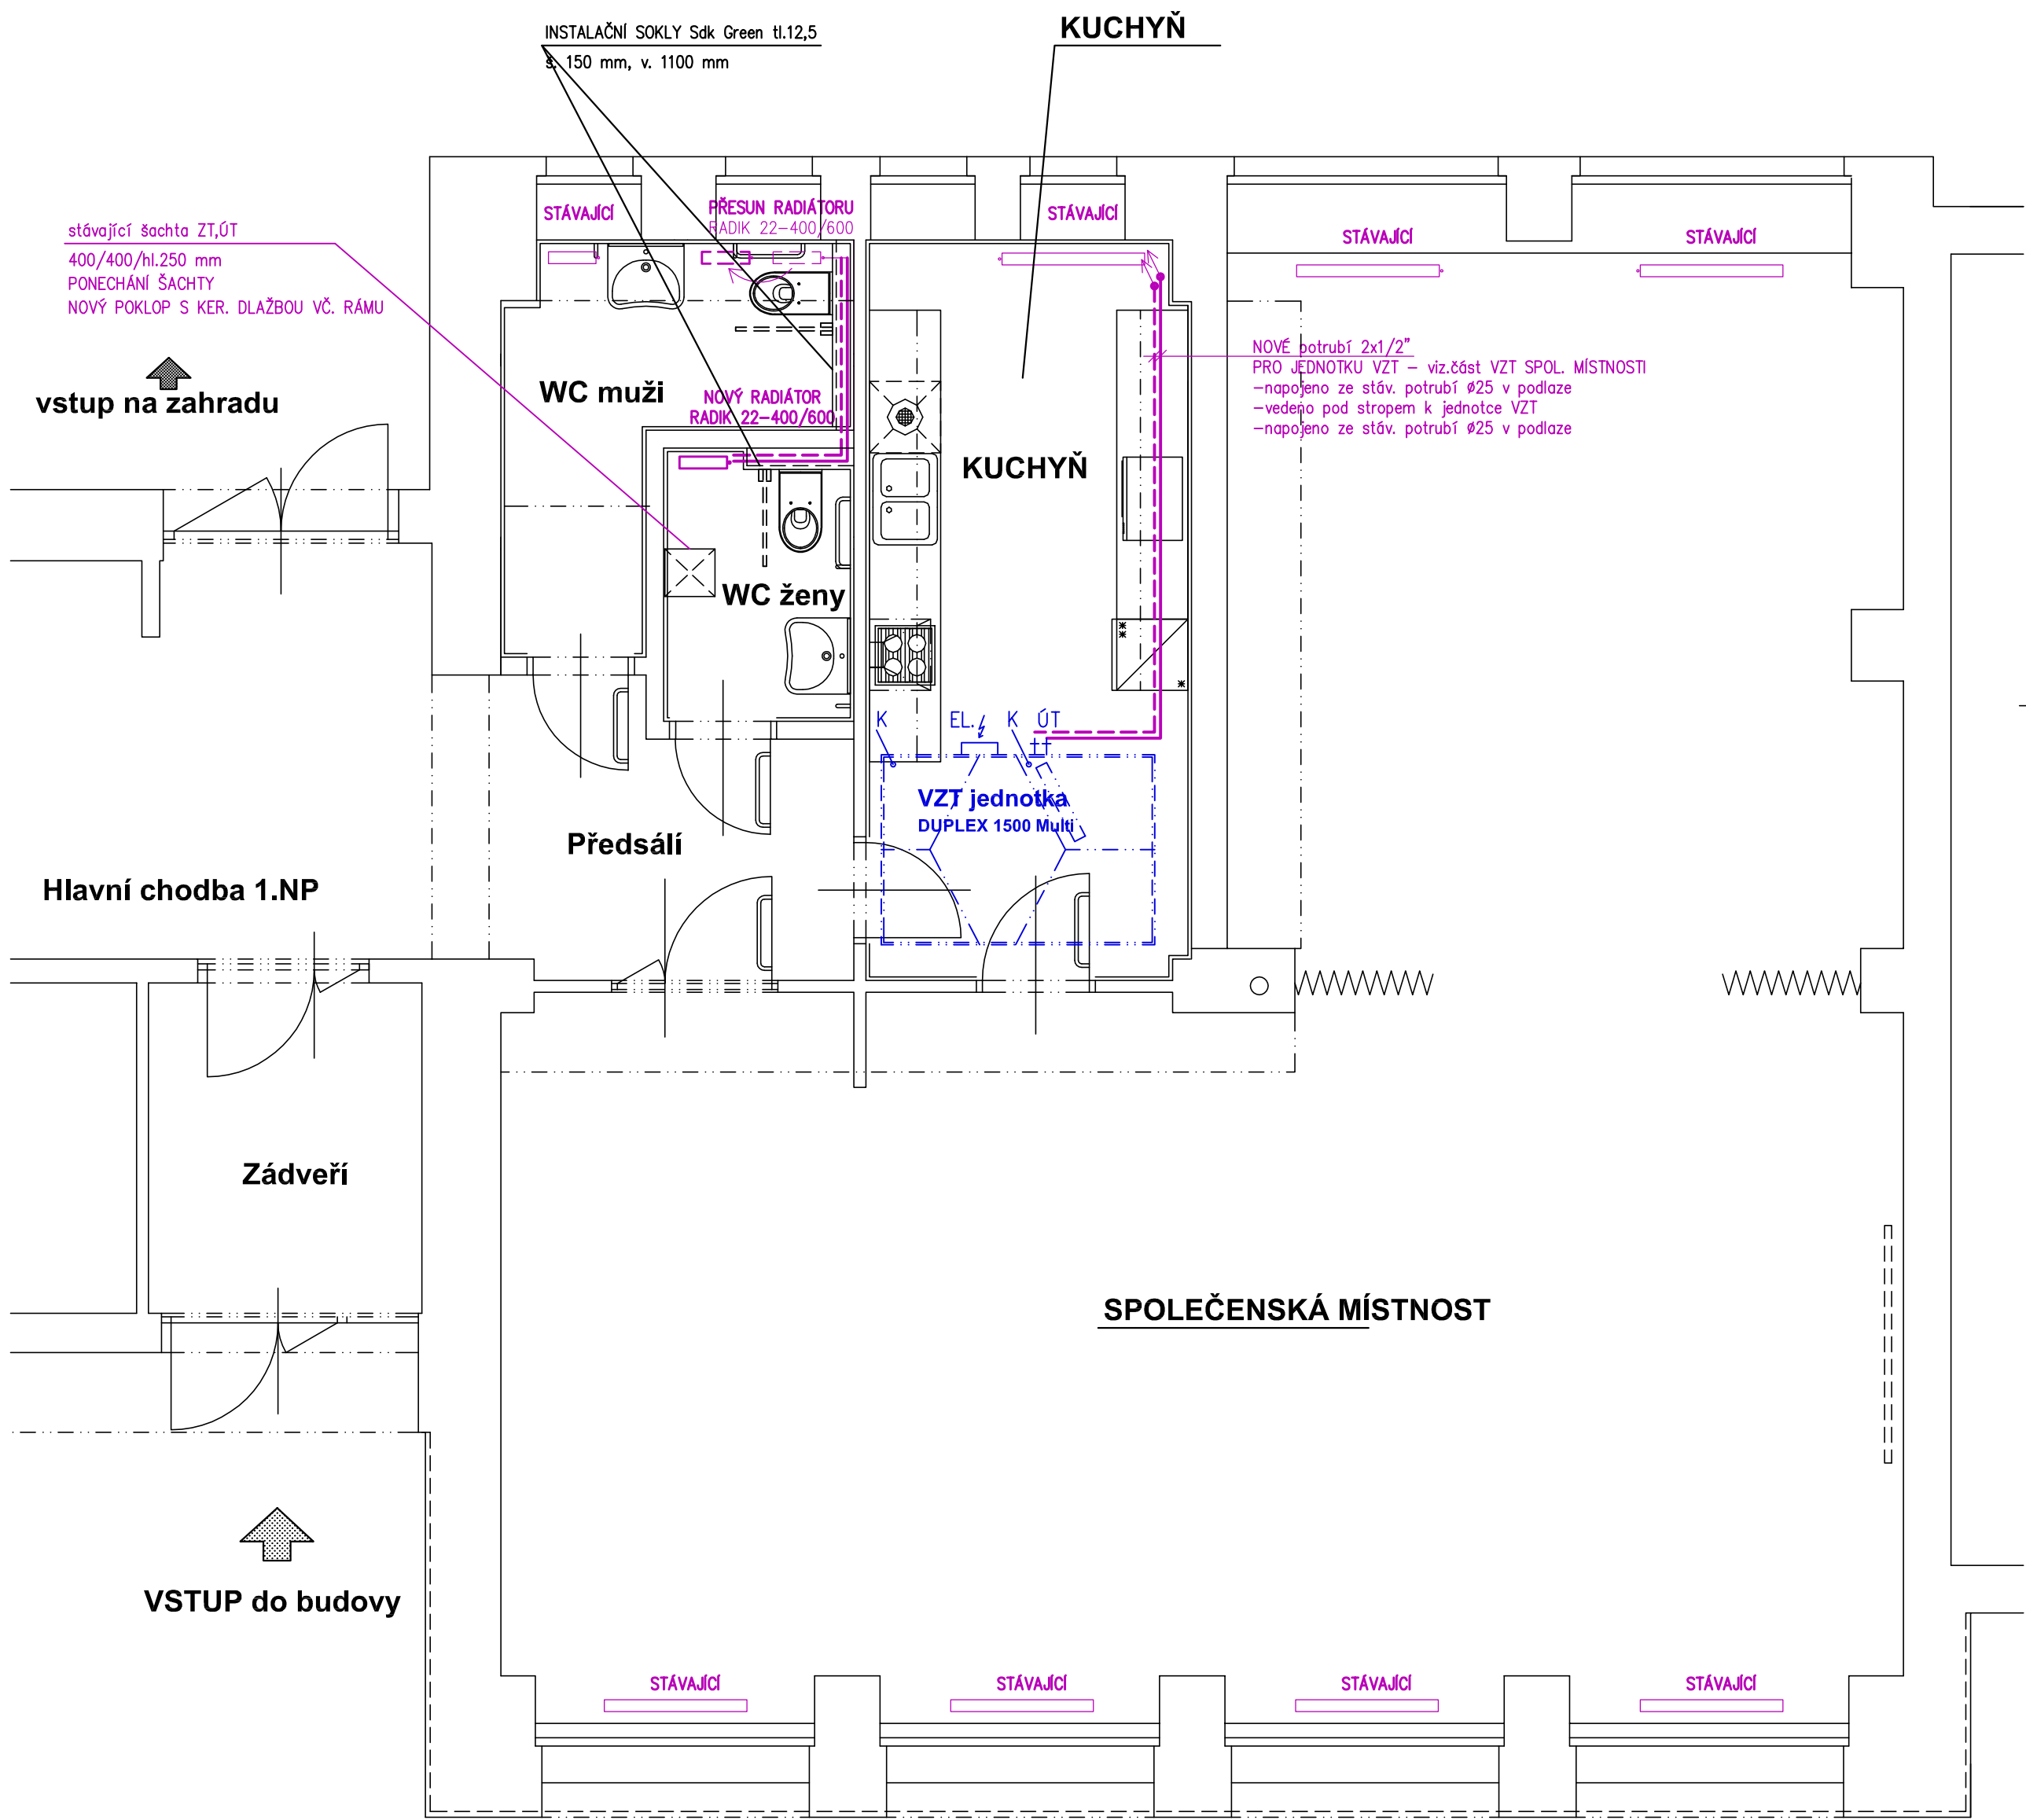 INSTALAČNÍ SOKLY Sdk Green tl.12,5
š. 150 mm, v. 1100 mm
KUCHYŇ
stávající šachta ZT,ÚT
400/400/hl.250 mm
PONECHÁNÍ ŠACHTY
NOVÝ POKLOP S KER. DLAŽBOU VČ. RÁMU
STÁVAJÍCÍ
PŘESUN RADIÁTORU
RADIK 22-400/600
STÁVAJÍCÍ
STÁVAJÍCÍ
STÁVAJÍCÍ
vstup na zahradu
WC muži
NOVÝ RADIÁTOR
RADIK 22-400/600
NOVÉ potrubí 2x1/2"
PRO JEDNOTKU VZT - viz.část VZT SPOL. MÍSTNOSTI
-napojeno ze stáv. potrubí ø25 v podlaze
-vedeno pod stropem k jednotce VZT
-napojeno ze stáv. potrubí ø25 v podlaze
KUCHYŇ
WC ženy
K
EL.
K
ÚT
VZT jednotka
DUPLEX 1500 Multi
Předsálí
Hlavní chodba 1.NP
Zádveří
SPOLEČENSKÁ MÍSTNOST
VSTUP do budovy
STÁVAJÍCÍ
STÁVAJÍCÍ
STÁVAJÍCÍ
STÁVAJÍCÍ